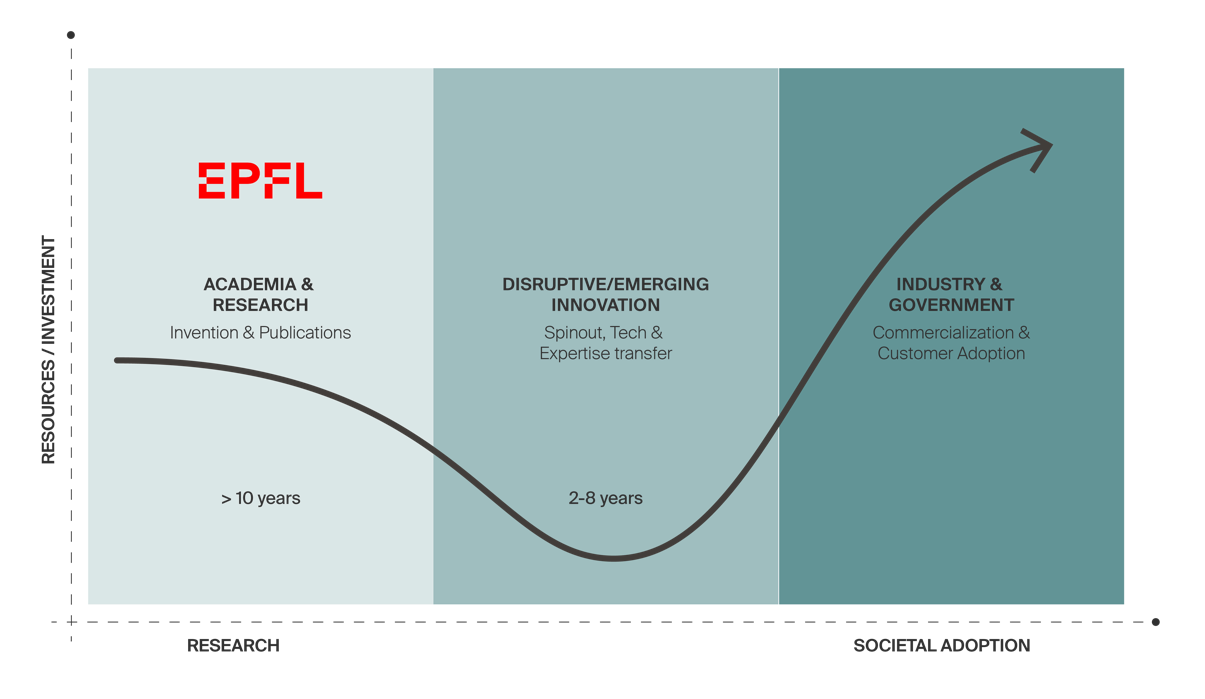 EPFL
RESOURCES / INVESTMENT
ACADEMIA &
RESEARCH
Invention & Publications
> 10 years
DISRUPTIVE/EMERGING
INNOVATION
Spinout, Tech &
Expertise transfer
2-8 years
INDUSTRY &
GOVERNMENT
Commercialization &
Customer Adoption
RESEARCH
SOCIETAL ADOPTION